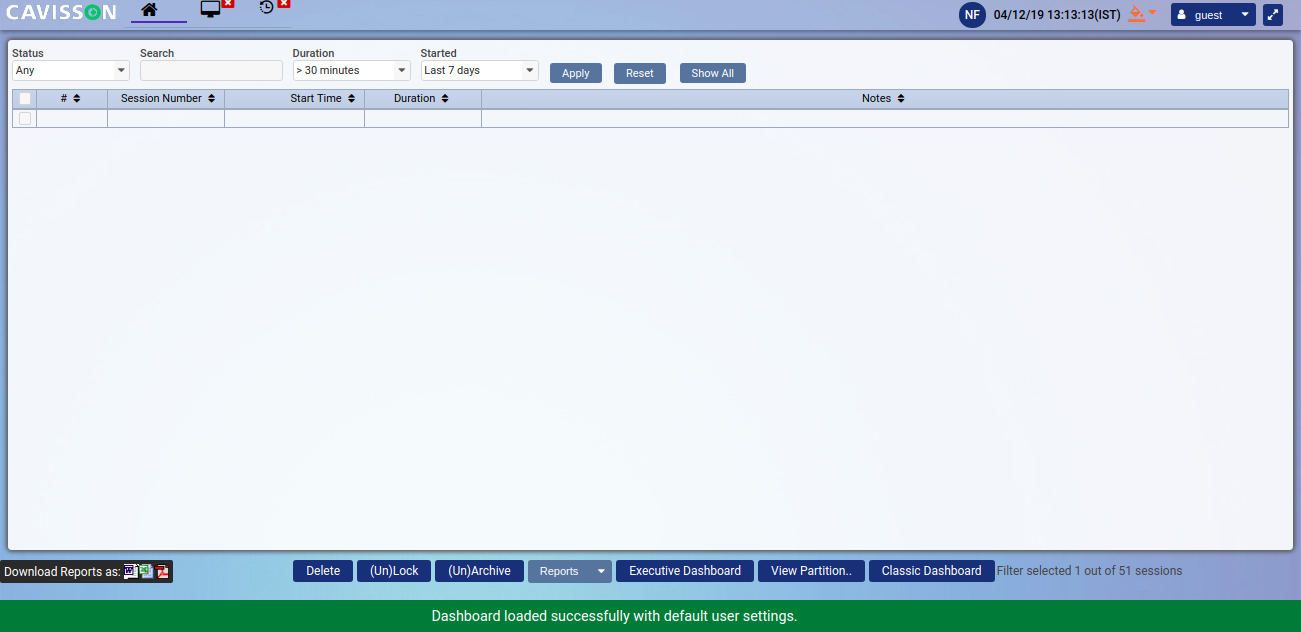 CAVISSON
NF 04/12/19 13:13:13(IST) guest
Status Search Duration Started
Any > 30 minutes Last 7 days Apply Reset Show All
# Session Number Start Time Duration Notes
Download Reports as: Delete (Un)Lock (Un)Archive Reports Executive Dashboard View Partition.. Classic Dashboard Filter selected 1 out of 51 sessions
Dashboard loaded successfully with default user settings.